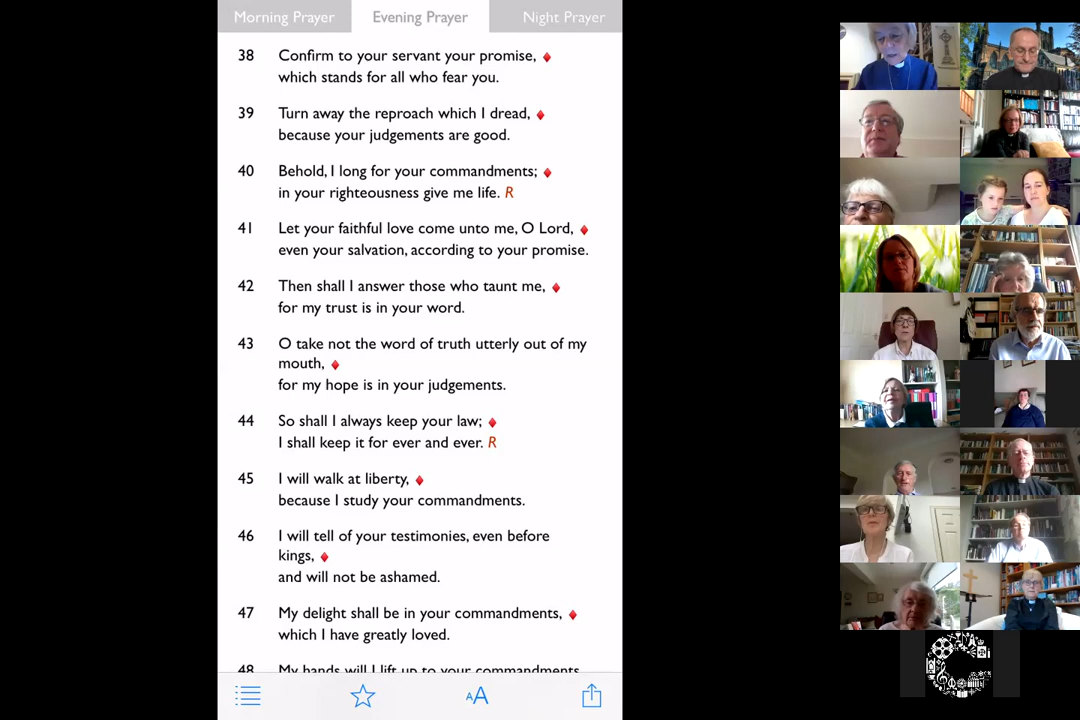 Morning Prayer
Evening Prayer
Night Prayer
38 Confirm to your servant your promise, ♦
which stands for all who fear you.
39 Turn away the reproach which I dread, ♦
because your judgements are good.
40 Behold, I long for your commandments; ♦
in your righteousness give me life. R
41 Let your faithful love come unto me, O Lord, ♦
even your salvation, according to your promise.
42 Then shall I answer those who taunt me, ♦
for my trust is in your word.
43 O take not the word of truth utterly out of my
mouth, ♦
for my hope is in your judgements.
44 So shall I always keep your law; ♦
I shall keep it for ever and ever. R
45 I will walk at liberty, ♦
because I study your commandments.
46 I will tell of your testimonies, even before
kings, ♦
and will not be ashamed.
47 My delight shall be in your commandments, ♦
which I have greatly loved.
48 My hands will I lift up to your commandments
AA